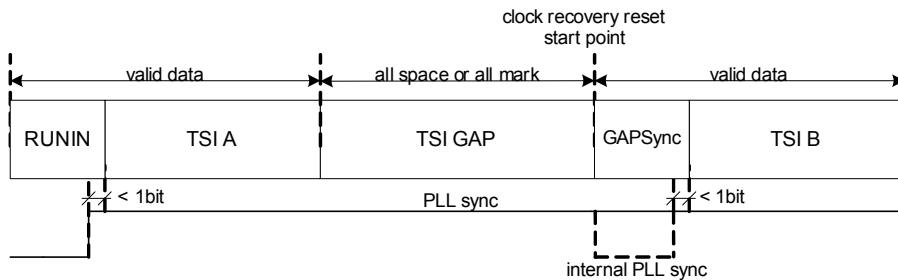 clock recovery reset
start point
valid data
all space or all mark
valid data
RUNIN
TSI A
TSI GAP
GAPSync
TSI B
< 1bit
PLL sync
< 1bit
internal PLL sync